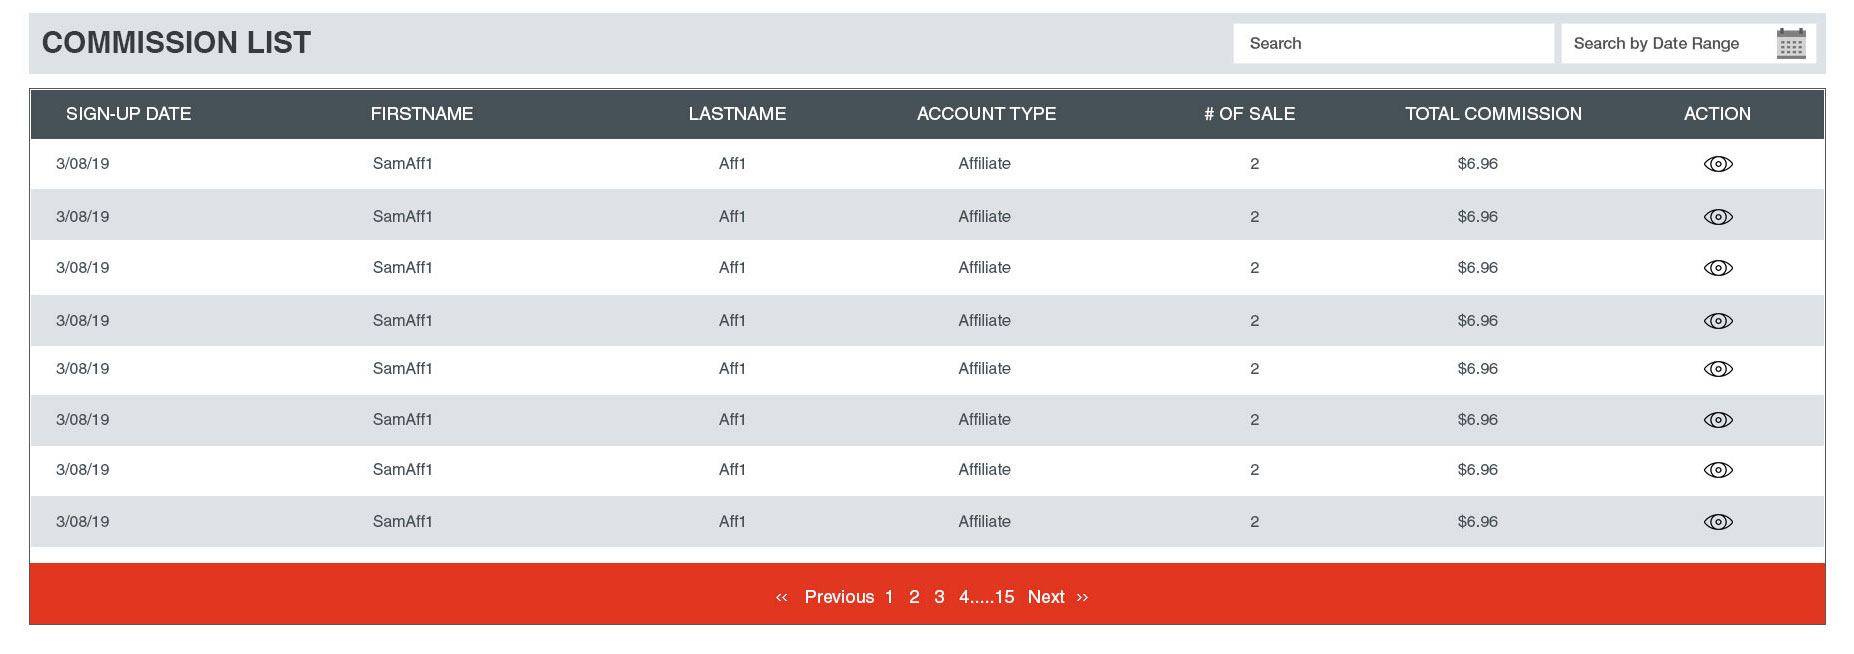 COMMISSION LIST Search Search by Date Range
SIGN-UP DATE FIRSTNAME LASTNAME ACCOUNT TYPE # OF SALE TOTAL COMMISSION ACTION
3/08/19 SamAff1 Aff1 Affiliate 2 $6.96
3/08/19 SamAff1 Aff1 Affiliate 2 $6.96
3/08/19 SamAff1 Aff1 Affiliate 2 $6.96
3/08/19 SamAff1 Aff1 Affiliate 2 $6.96
3/08/19 SamAff1 Aff1 Affiliate 2 $6.96
3/08/19 SamAff1 Aff1 Affiliate 2 $6.96
3/08/19 SamAff1 Aff1 Affiliate 2 $6.96
3/08/19 SamAff1 Aff1 Affiliate 2 $6.96
‹‹ Previous 1 2 3 4.....15 Next ››